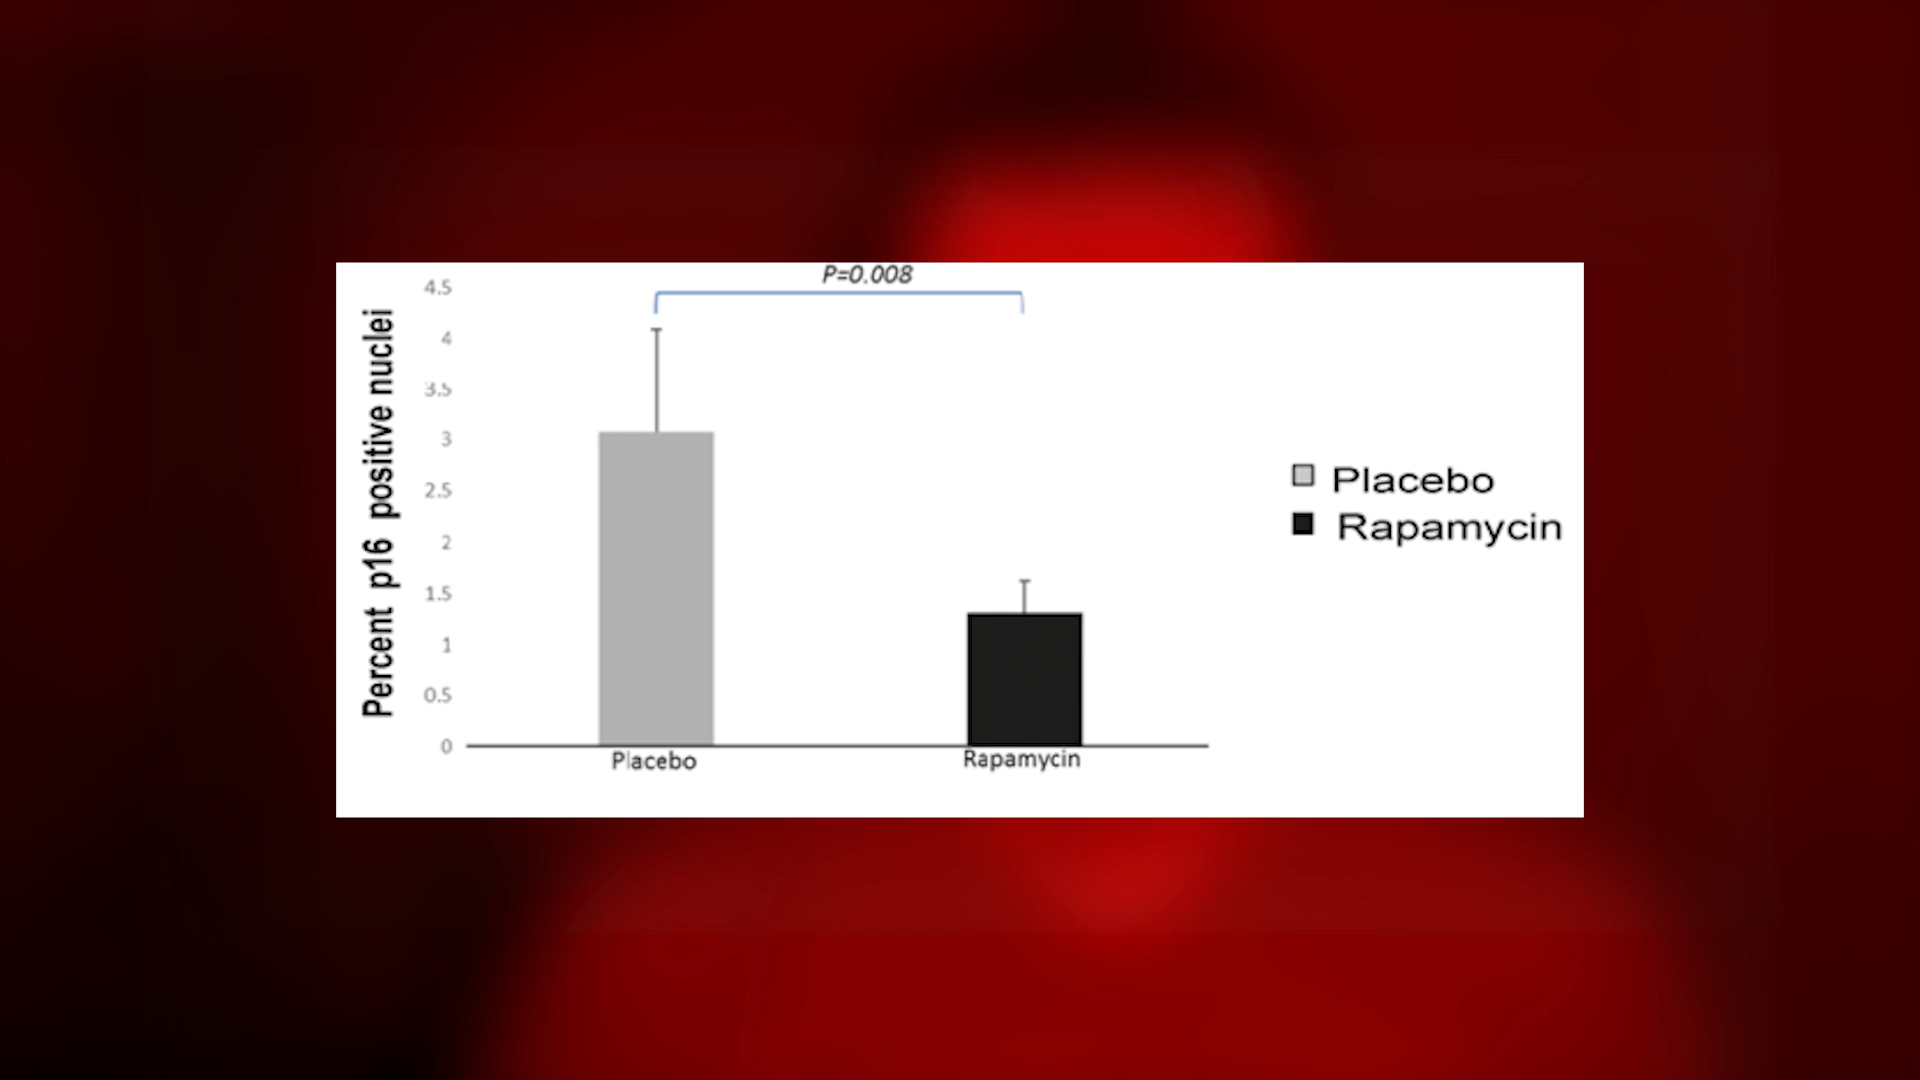 P=0.008
Percent p16 positive nuclei
4.5
4
3.5
3
2.5
2
1.5
1
0.5
0
Placebo
Rapamycin
Placebo
Rapamycin